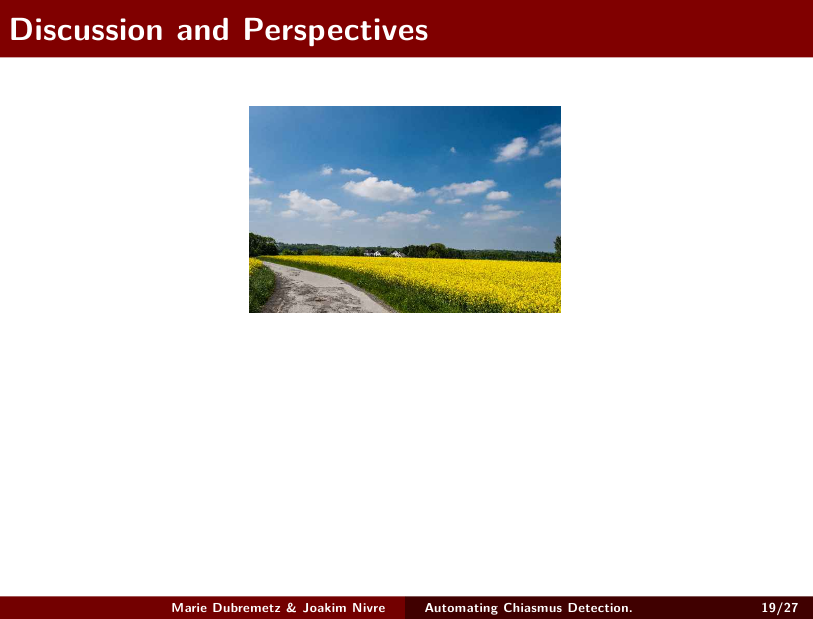 Discussion and Perspectives
Marie Dubremetz & Joakim Nivre
Automating Chiasmus Detection.
19/27